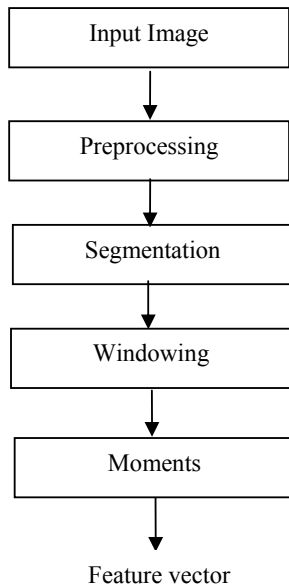 Input Image
Preprocessing
Segmentation
Windowing
Moments
Feature vector